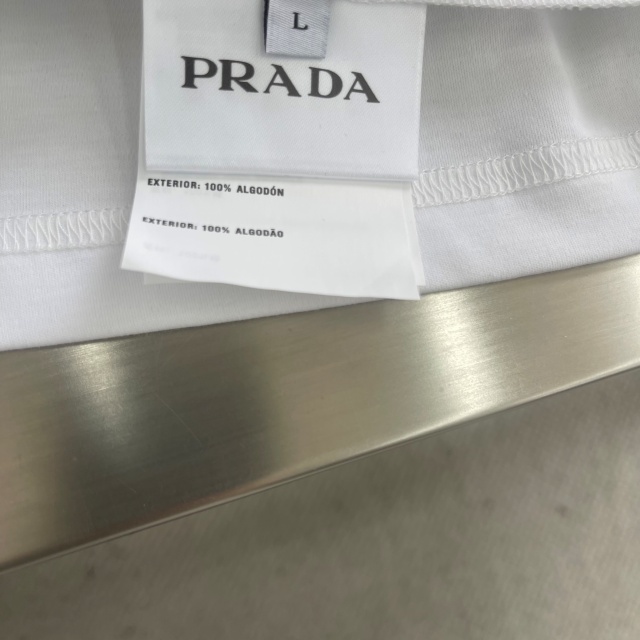 L
PRADA
EXTERIOR: 100% ALGODÓN
EXTERIOR: 100% ALGODÃO